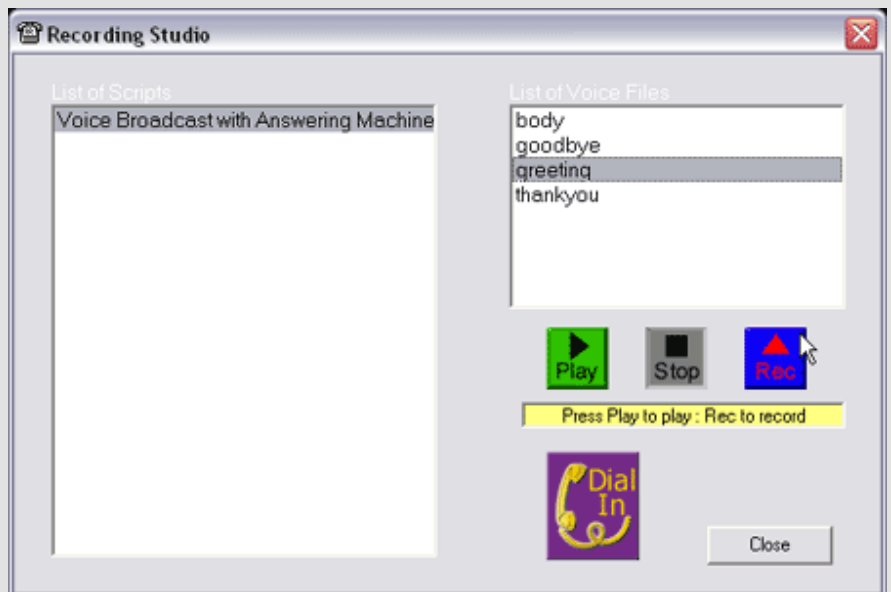 Recording Studio
List of Scripts
Voice Broadcast with Answering Machine
List of Voice Files
body
goodbye
greeting
thankyou
Play
Stop
Rec
Press Play to play : Rec to record
Dial
In
Close